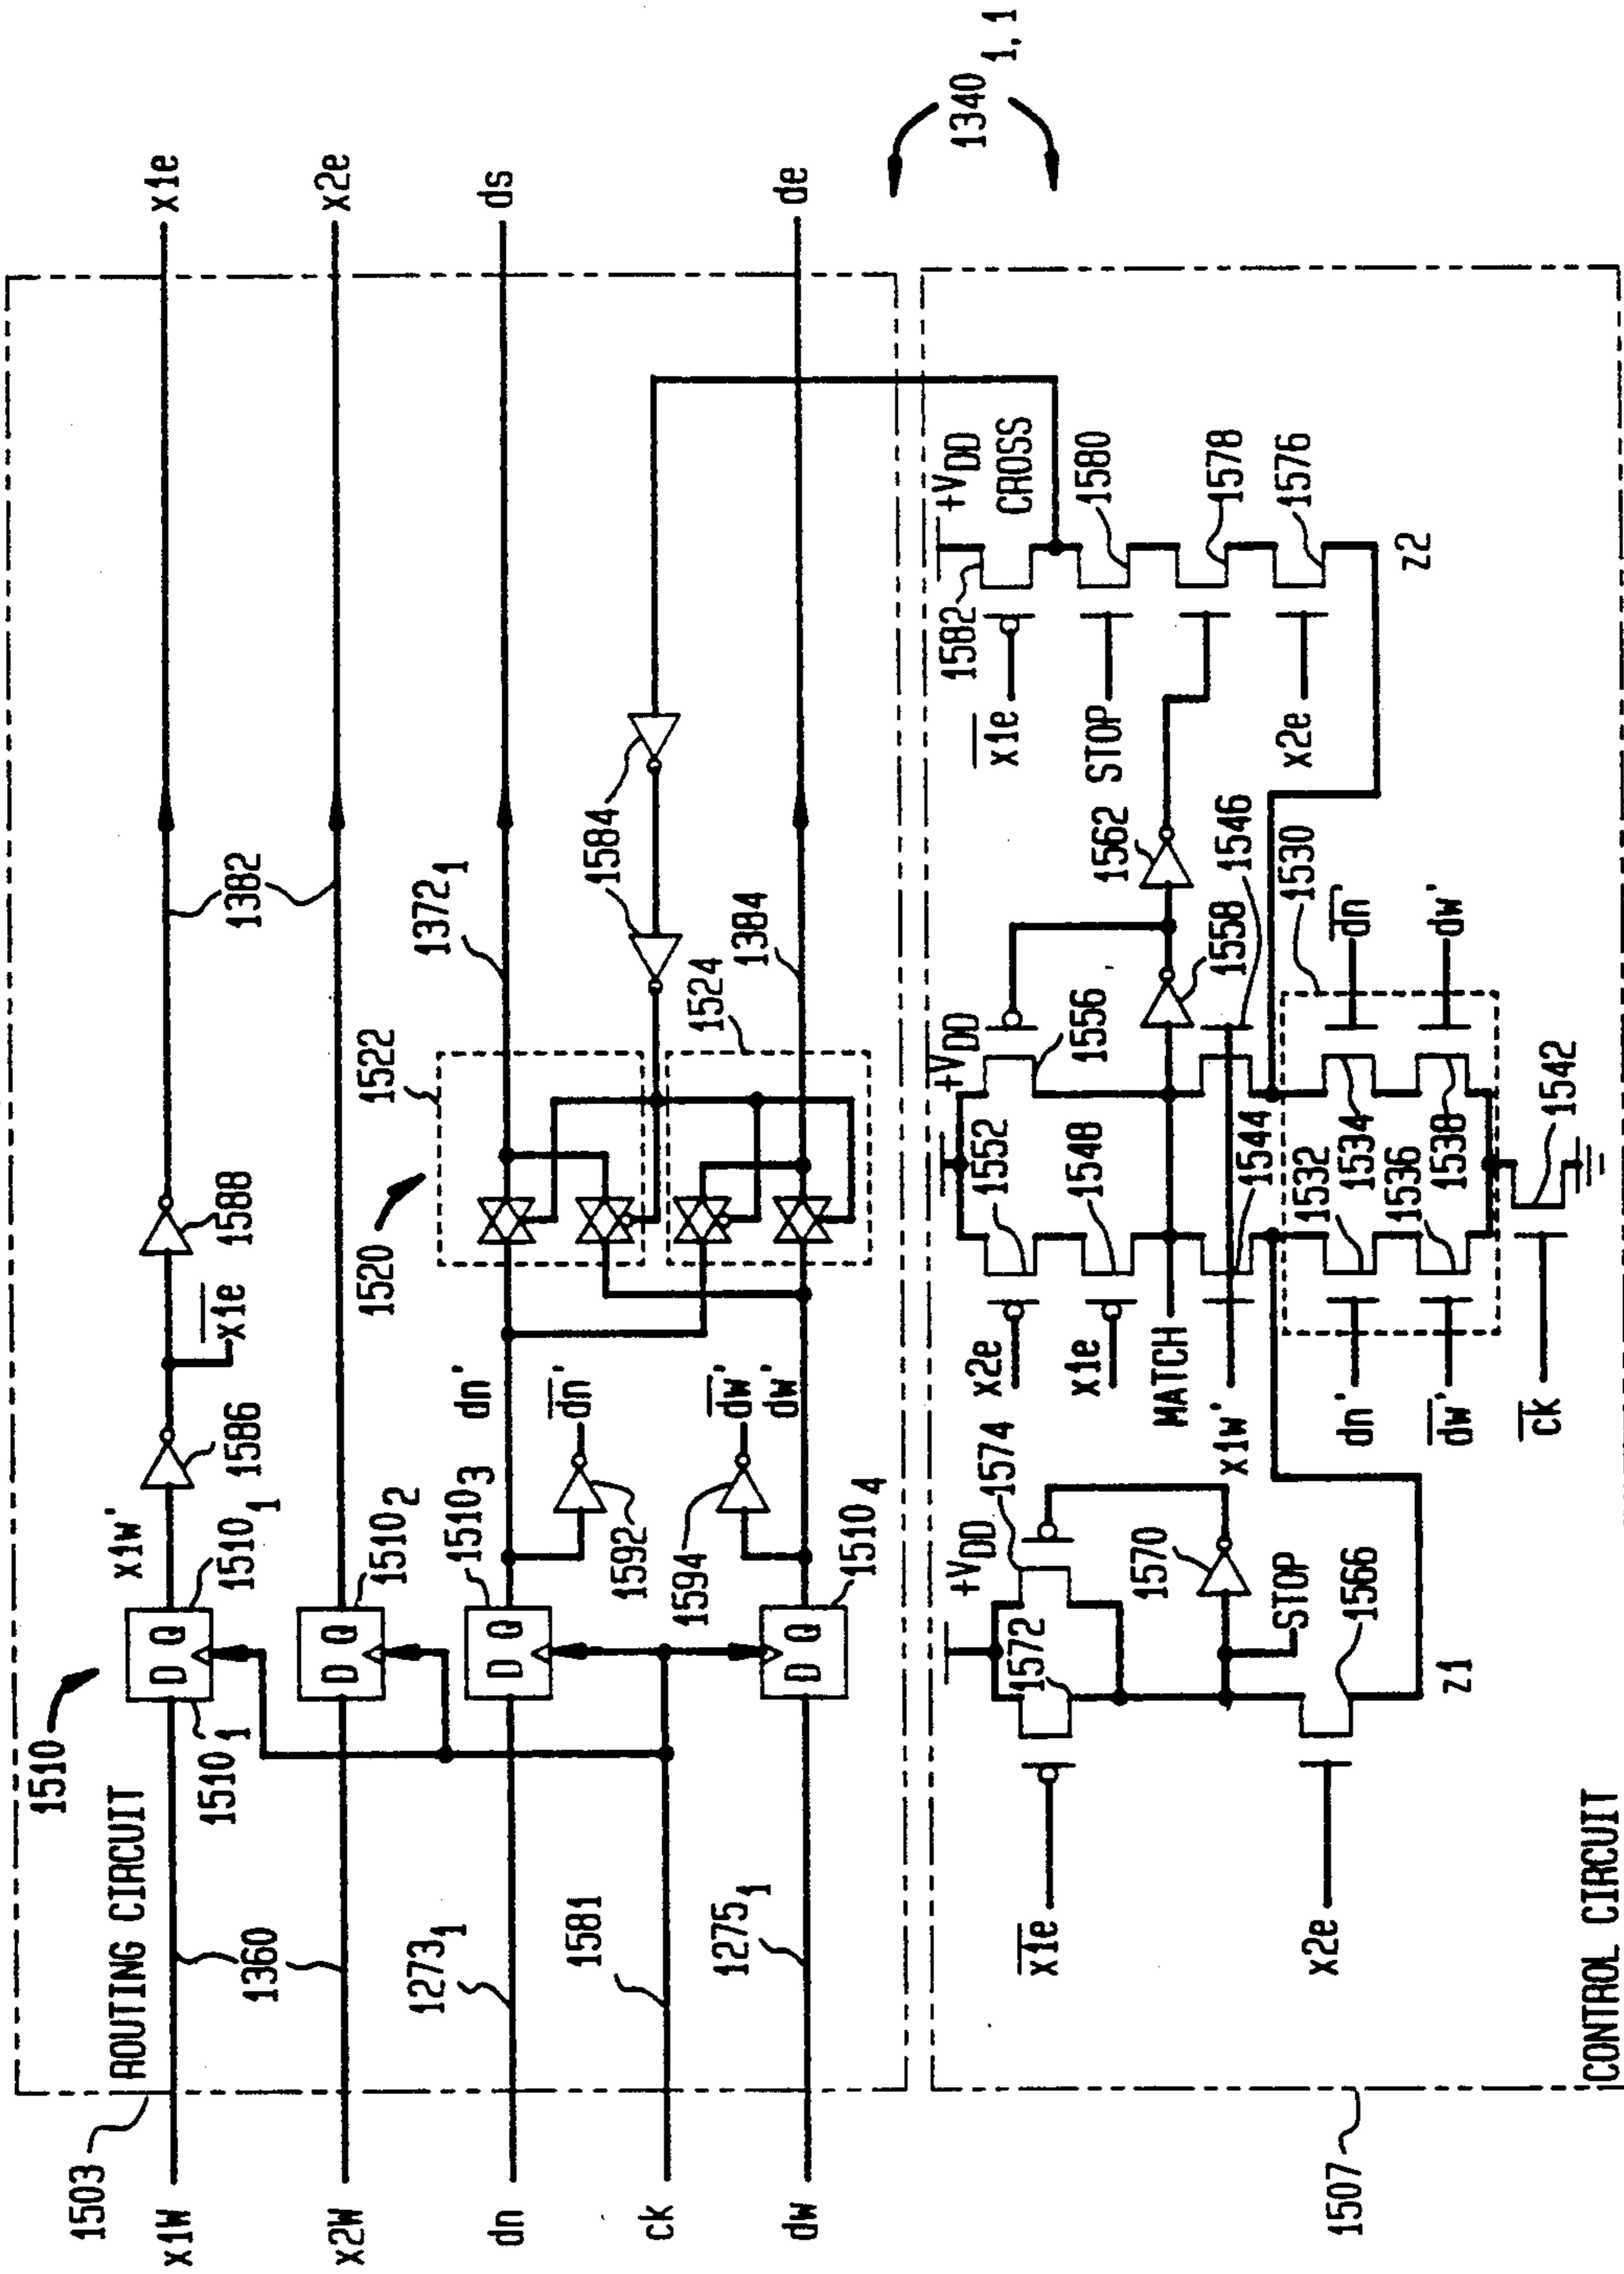 1340 1,1
x1e
x2e
ds
de
1382
1372 1
1384
1584
1588
1522
1524
1520
x1e
1586
x1w'
1510 1
1510
1510 1
D Q
1510 2
D Q
dn'
dn'
1592
1510 3
D Q
dw'
dw'
1594
1510 4
D Q
ROUTING CIRCUIT
1360
1273 1
1581
1275 1
1503
x1W
x2W
dn
ck
dw
+VDD
CROSS
1582
1580
1578
1576
z2
x1e
STOP
x2e
1562
1546
1530
1558
+VDD
1556
1552
1548
1544
1532
1534
1536
1538
1542
dn'
dw'
x2e
x1e
MATCH
x1w'
dn'
dw'
ck
1574
+VDD
1572
1570
STOP
1566
z1
x1e
x2e
1507
CONTROL CIRCUIT